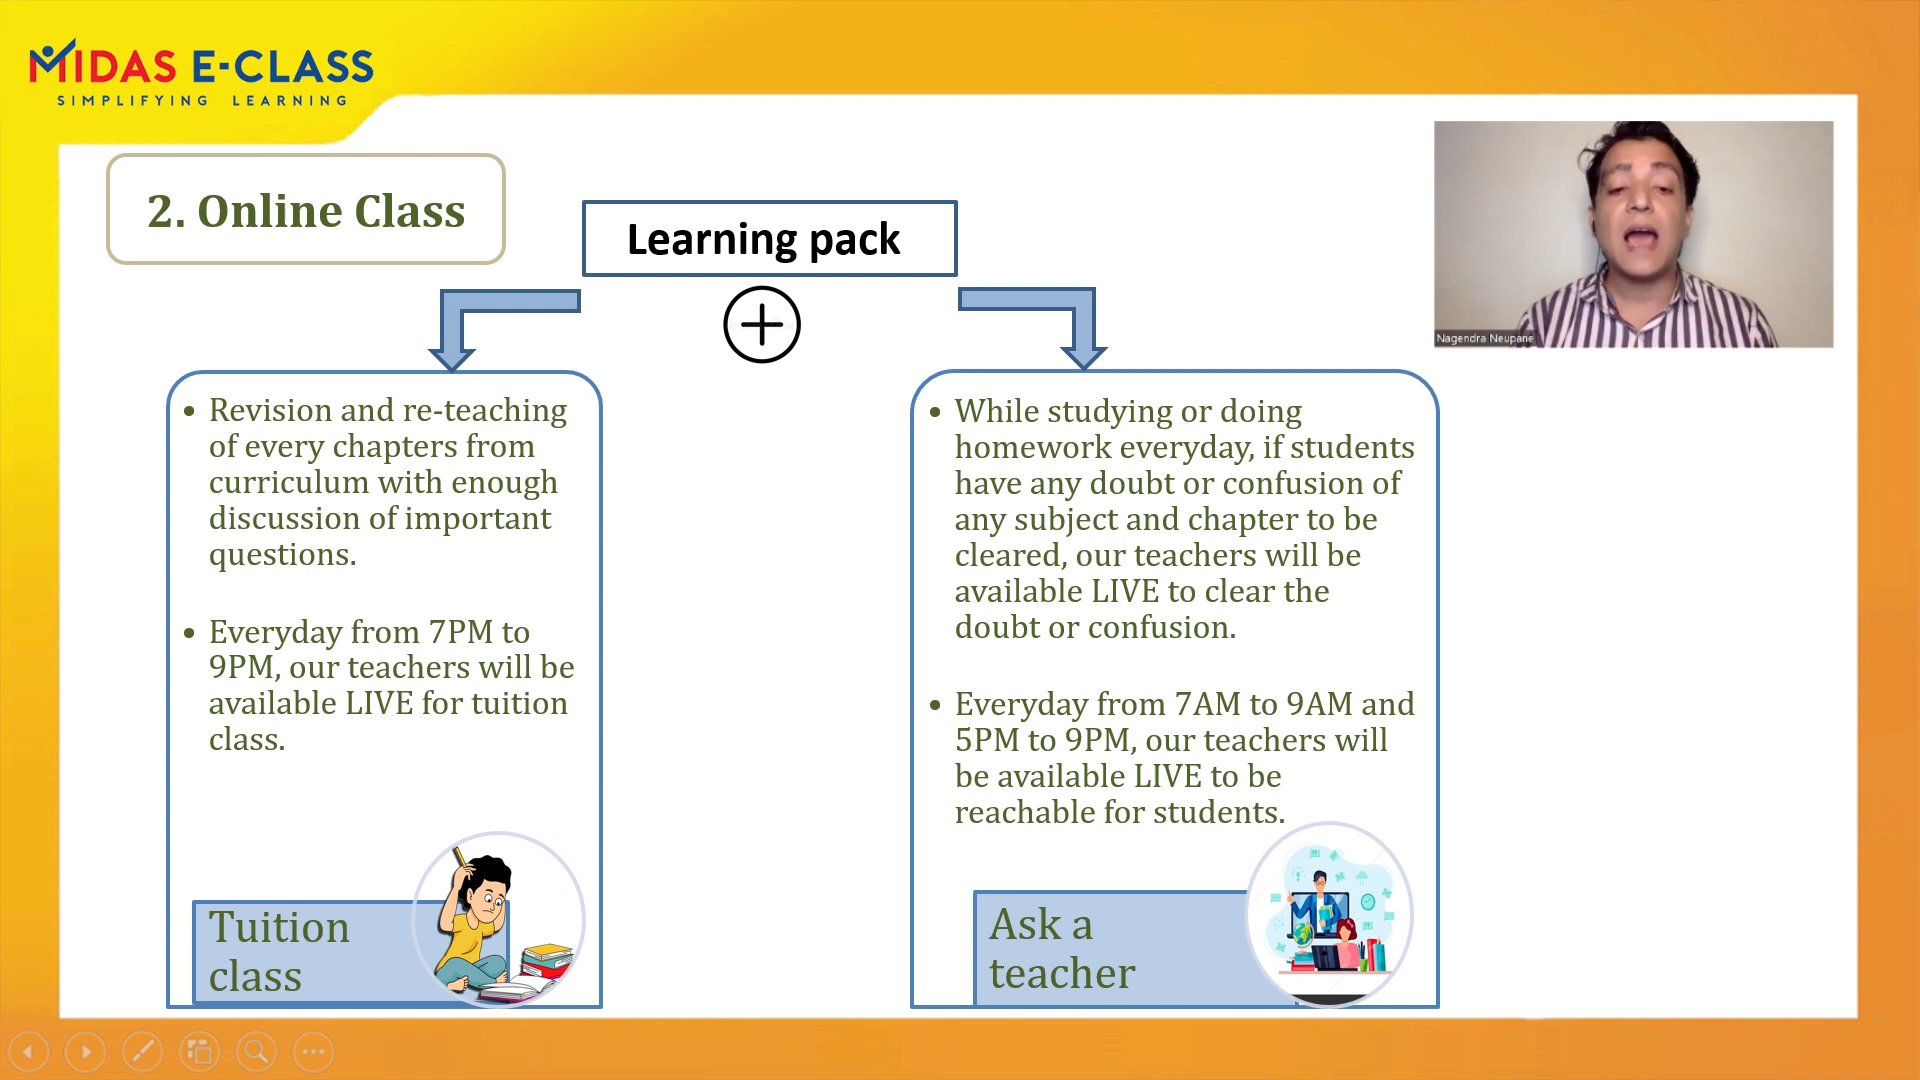 MIDAS E-CLASS
SIMPLIFYING LEARNING
2. Online Class
Learning pack
Nagendra Neupane
• Revision and re-teaching
of every chapters from
curriculum with enough
discussion of important
questions.
• Everyday from 7PM to
9PM, our teachers will be
available LIVE for tuition
class.
Tuition
class
• While studying or doing
homework everyday, if students
have any doubt or confusion of
any subject and chapter to be
cleared, our teachers will be
available LIVE to clear the
doubt or confusion.
• Everyday from 7AM to 9AM and
5PM to 9PM, our teachers will
be available LIVE to be
reachable for students.
Ask a
teacher